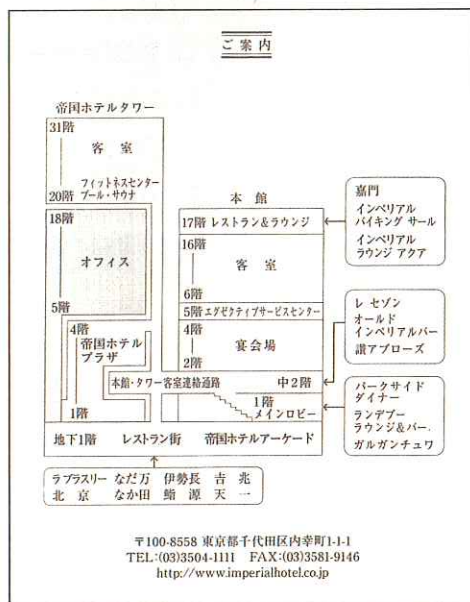 ご案内
帝国ホテルタワー
31階
客室
フィットネスセンター
20階 プール・サウナ
18階
オフィス
5階
4階
帝国ホテル
プラザ
1階
本館
17階 レストラン&ラウンジ
16階
客室
6階
5階 エグゼクティブサービスセンター
4階
宴会場
2階
本館・タワー客室連絡通路
中2階
1階
メインロビー
地下1階 レストラン街 帝国ホテルアーケード
嘉門
インペリアル
バイキング サール
インペリアル
ラウンジ アクア
レ セゾン
オールド
インペリアルバー
讃アプローズ
パークサイド
ダイナー
ランデブー
ラウンジ&バー.
ガルガンチュワ
ラブラスリー なだ万 伊勢長 吉兆
北京 なか田 鮨源 天一
〒100-8558 東京都千代田区内幸町1-1-1
TEL:(03)3504-1111 FAX:(03)3581-9146
http://www.imperialhotel.co.jp